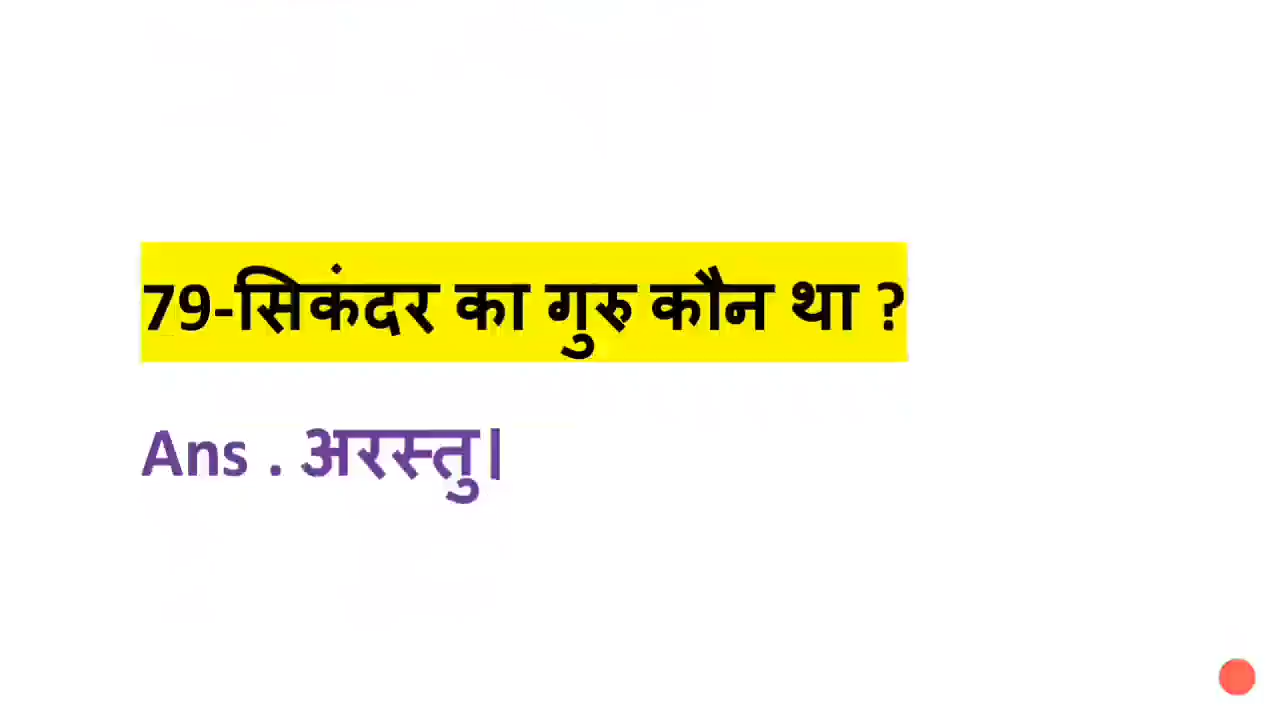 79-सिकंदर का गुरु कौन था ?
Ans . अरस्तु।